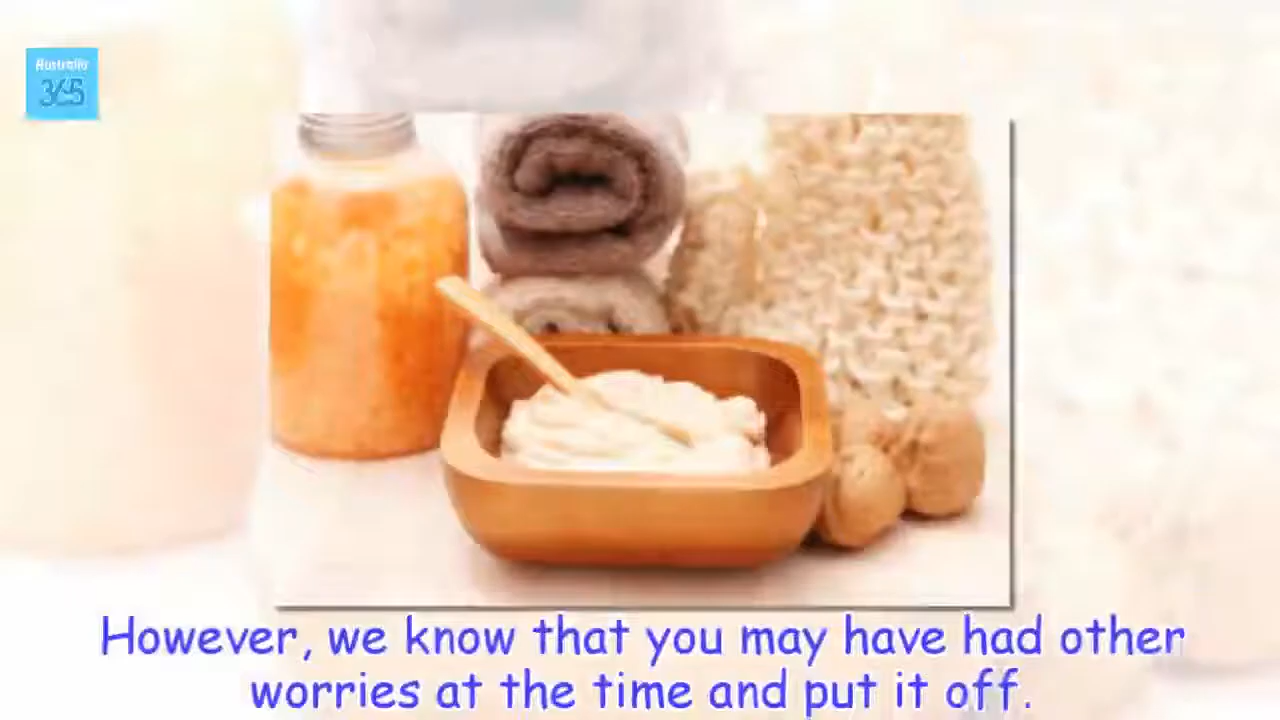 Australia
365
However, we know that you may have had other
worries at the time and put it off.